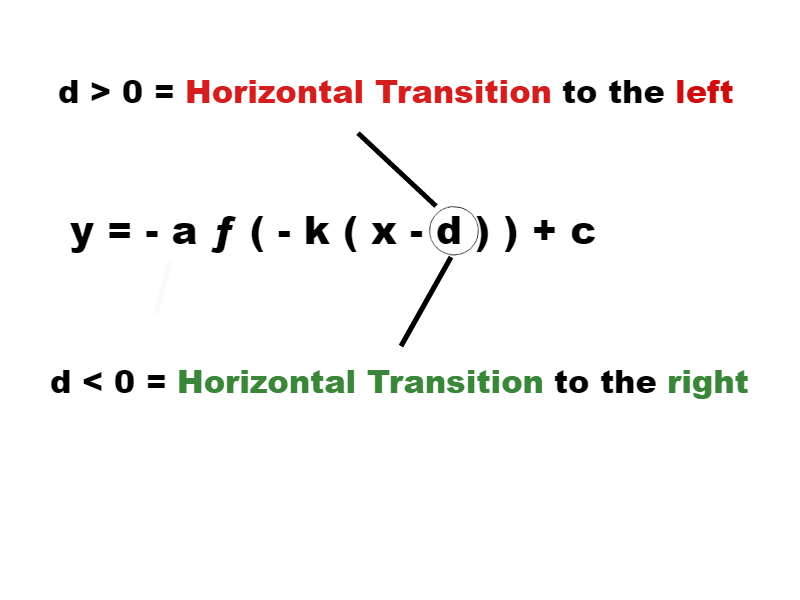 d > 0 = Horizontal Transition to the left
y = - a ƒ ( - k ( x - d ) ) + c
d < 0 = Horizontal Transition to the right